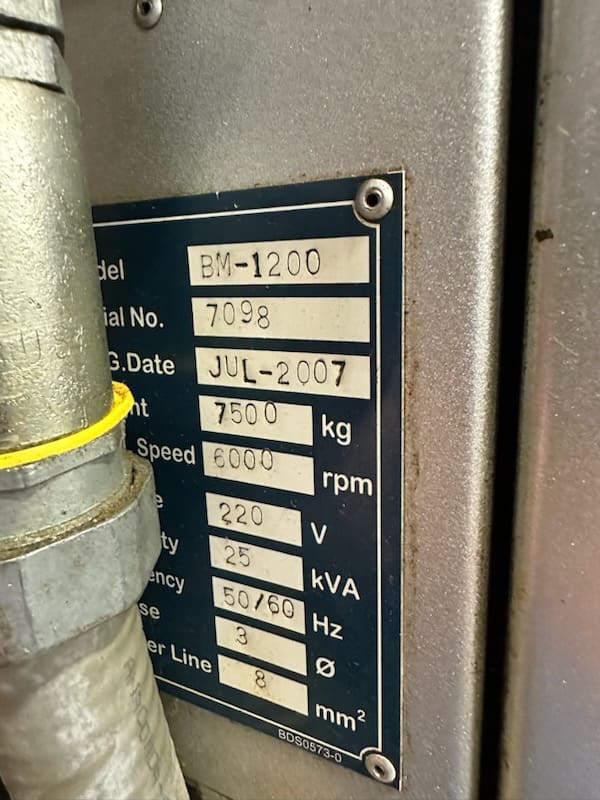 del BM-1200
ial No. 7098
G.Date JUL-2007
ht 7500 kg
Speed 6000 rpm
e 220 V
ty 25 kVA
ency 50/60 Hz
se 3 Ø
er Line 8 mm²
BDS0573-0